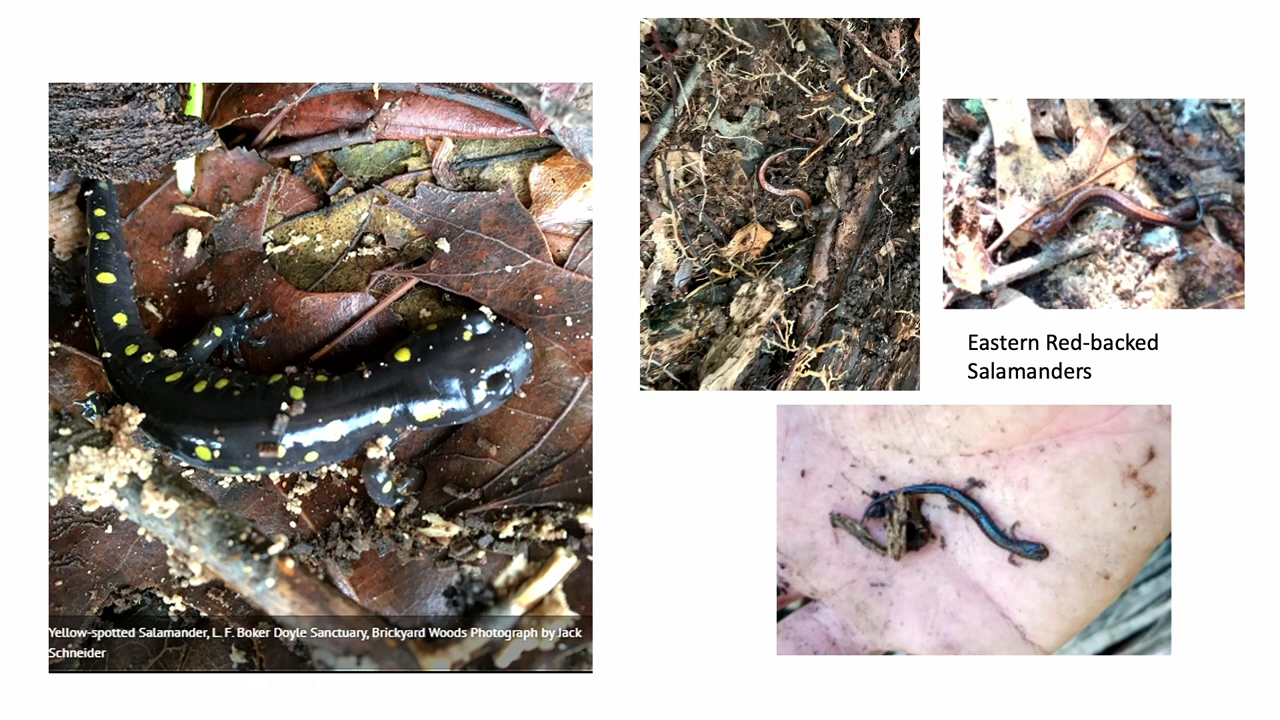 Yellow-spotted Salamander, L. F. Boker Doyle Sanctuary, Brickyard Woods Photograph by Jack
Schneider
Eastern Red-backed
Salamanders